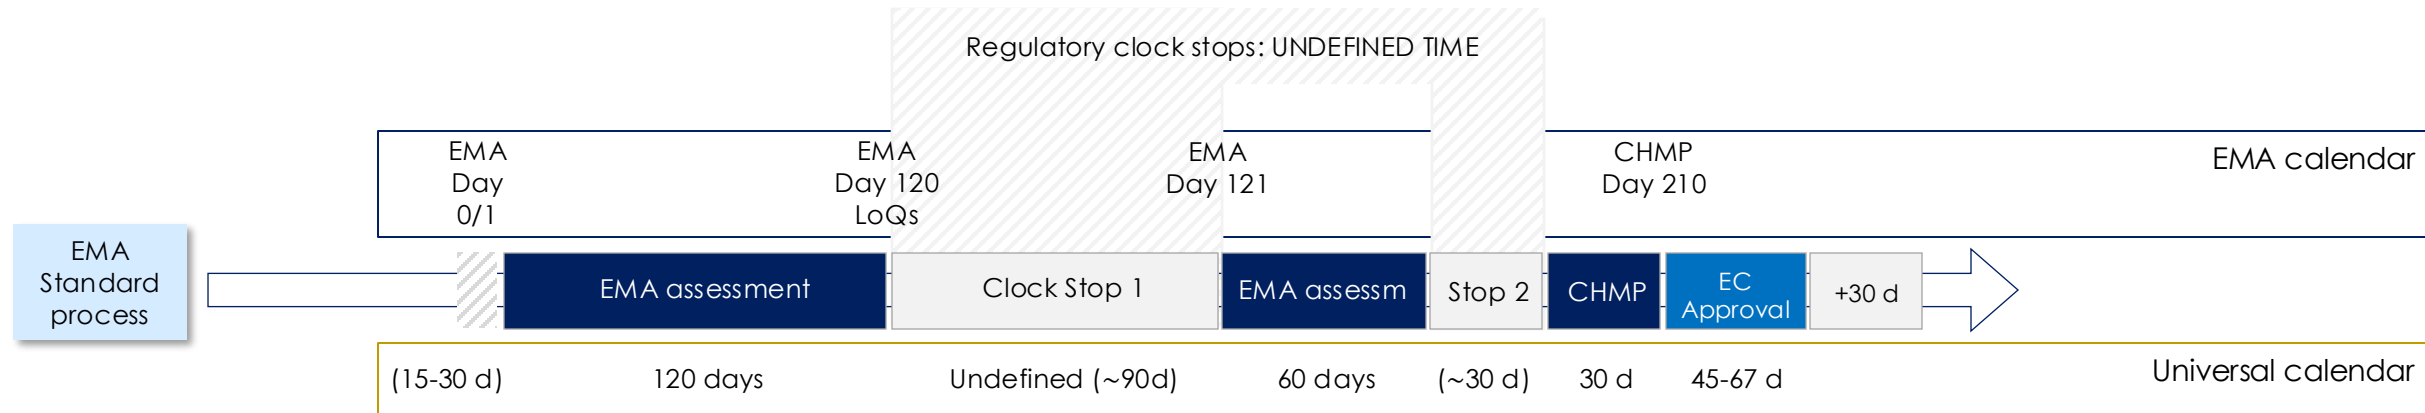 Regulatory clock stops: UNDEFINED TIME
EMA
Day
0/1
EMA
Day 120
LoQs
EMA
Day 121
CHMP
Day 210
EMA calendar
EMA
Standard
process
EMA assessment
Clock Stop 1
EMA assessm
Stop 2
CHMP
EC
Approval
+30 d
(15-30 d)
120 days
Undefined (~90d)
60 days
(~30 d)
30 d
45-67 d
Universal calendar